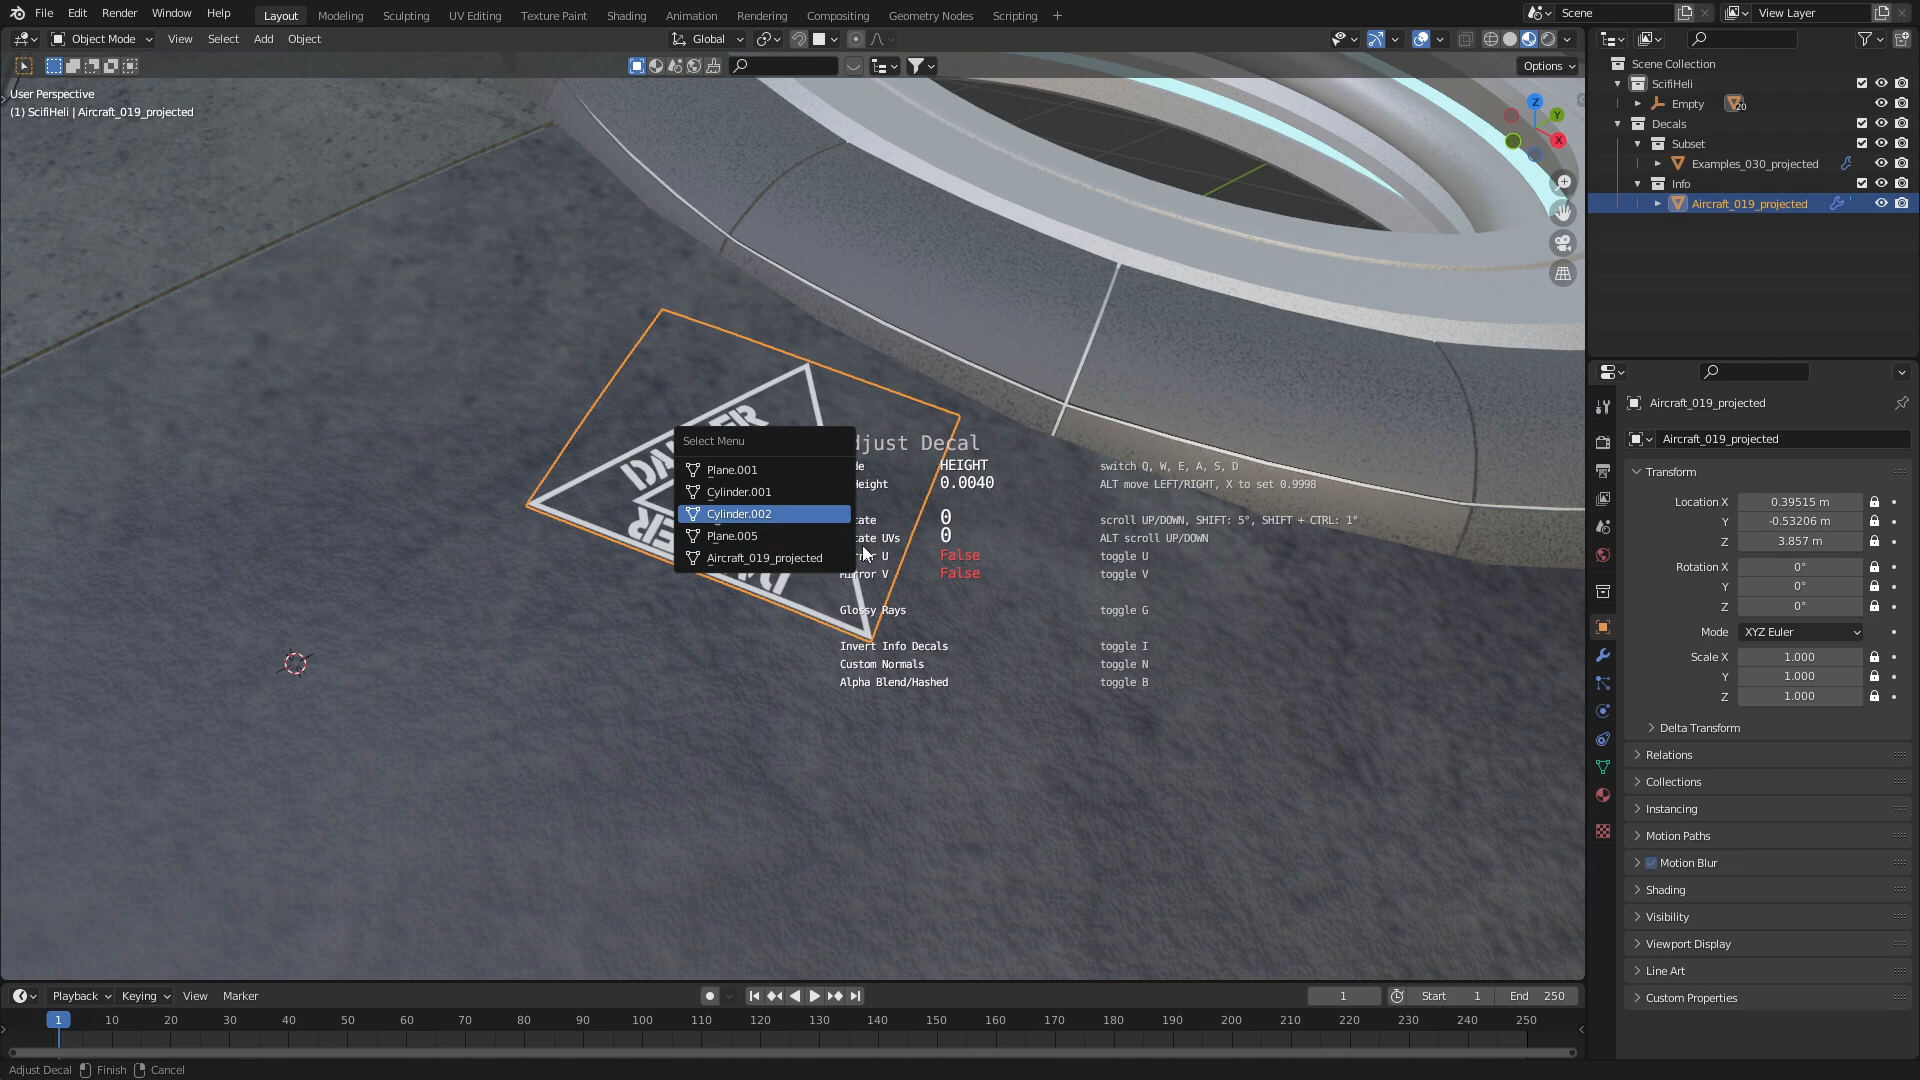 File Edit Render Window Help Layout Modeling Sculpting UV Editing Texture Paint Shading Animation Rendering Compositing Geometry Nodes Scripting + Scene View Layer
Object Mode View Select Add Object Global
Options
User Perspective
(1) ScifiHeli | Aircraft_019_projected
Z
Y
X
Scene Collection
ScifiHeli
Empty 20
Decals
Subset
Examples_030_projected
Info
Aircraft_019_projected
Select Menu
Plane.001
Cylinder.001
Cylinder.002
Plane.005
Aircraft_019_projected
djust Decal
HEIGHT switch Q, W, E, A, S, D
eight 0.0040 ALT move LEFT/RIGHT, X to set 0.9998
tate 0 scroll UP/DOWN, SHIFT: 5°, SHIFT + CTRL: 1°
tate UVs 0 ALT scroll UP/DOWN
U False toggle U
Mirror V False toggle V
Glossy Rays toggle G
Invert Info Decals toggle I
Custom Normals toggle N
Alpha Blend/Hashed toggle B
Aircraft_019_projected
Aircraft_019_projected
Transform
Location X 0.39515 m
Y -0.53206 m
Z 3.857 m
Rotation X 0°
Y 0°
Z 0°
Mode XYZ Euler
Scale X 1.000
Y 1.000
Z 1.000
Delta Transform
Relations
Collections
Instancing
Motion Paths
Motion Blur
Shading
Visibility
Viewport Display
Line Art
Custom Properties
Playback Keying View Marker 1 Start 1 End 250
1 10 20 30 40 50 60 70 80 90 100 110 120 130 140 150 160 170 180 190 200 210 220 230 240 250
Adjust Decal Finish Cancel